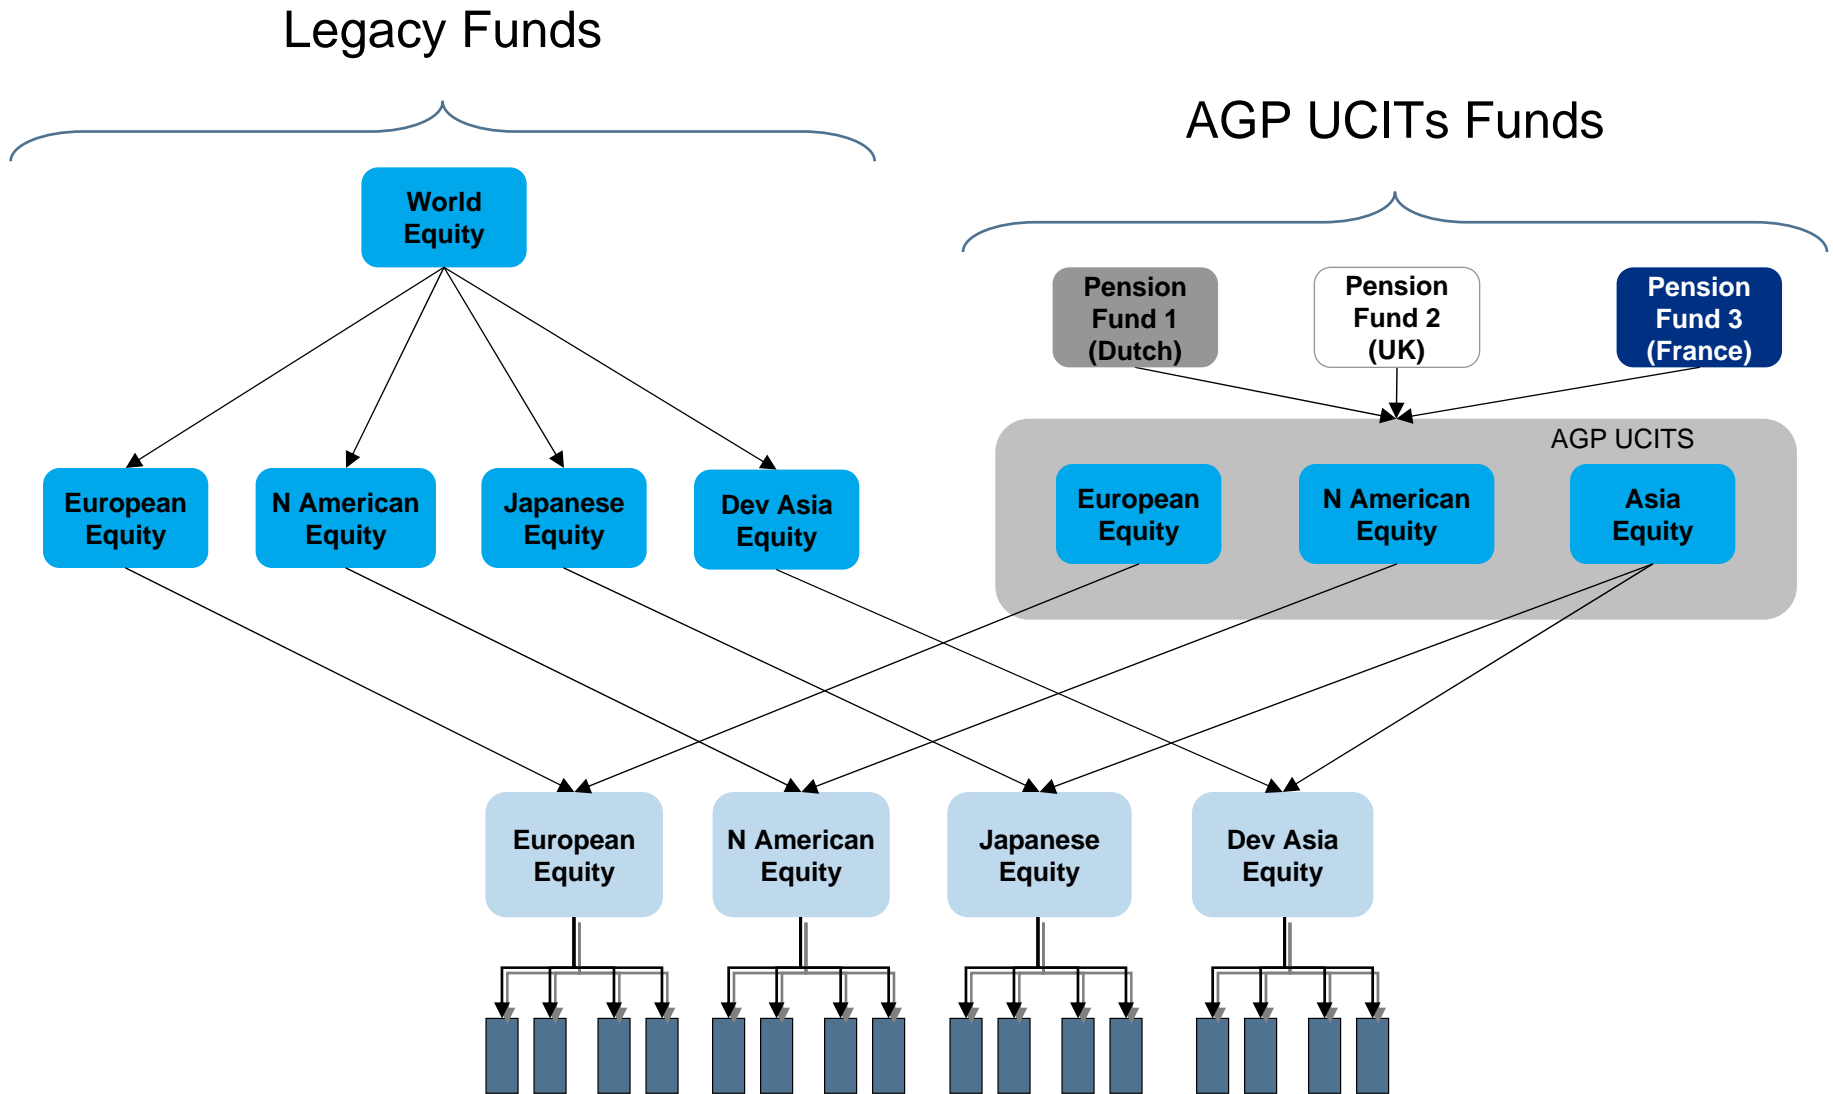 Legacy Funds
AGP UCITs Funds
World
Equity
Pension
Fund 1
(Dutch)
Pension
Fund 2
(UK)
Pension
Fund 3
(France)
AGP UCITS
European
Equity
N American
Equity
Japanese
Equity
Dev Asia
Equity
European
Equity
N American
Equity
Asia
Equity
European
Equity
N American
Equity
Japanese
Equity
Dev Asia
Equity